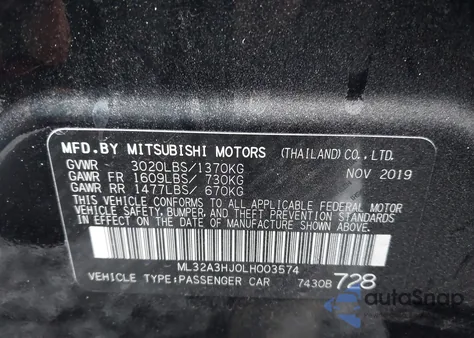 MFD.BY MITSUBISHI MOTORS (THAILAND) CO., LTD.
GVWR 3020LBS/1370KG NOV 2019
GAWR FR 1609LBS/ 730KG
GAWR RR 1477LBS/ 670KG
THIS VEHICLE CONFORMS TO ALL APPLICABLE FEDERAL MOTOR
VEHICLE SAFETY, BUMPER, AND THEFT PREVENTION STANDARDS
IN EFFECT ON THE DATE OF MANUFACTURE SHOWN ABOVE.
ML32A3HJ0LH003574
VEHICLE TYPE:PASSENGER CAR 7430B 728
autoSnap